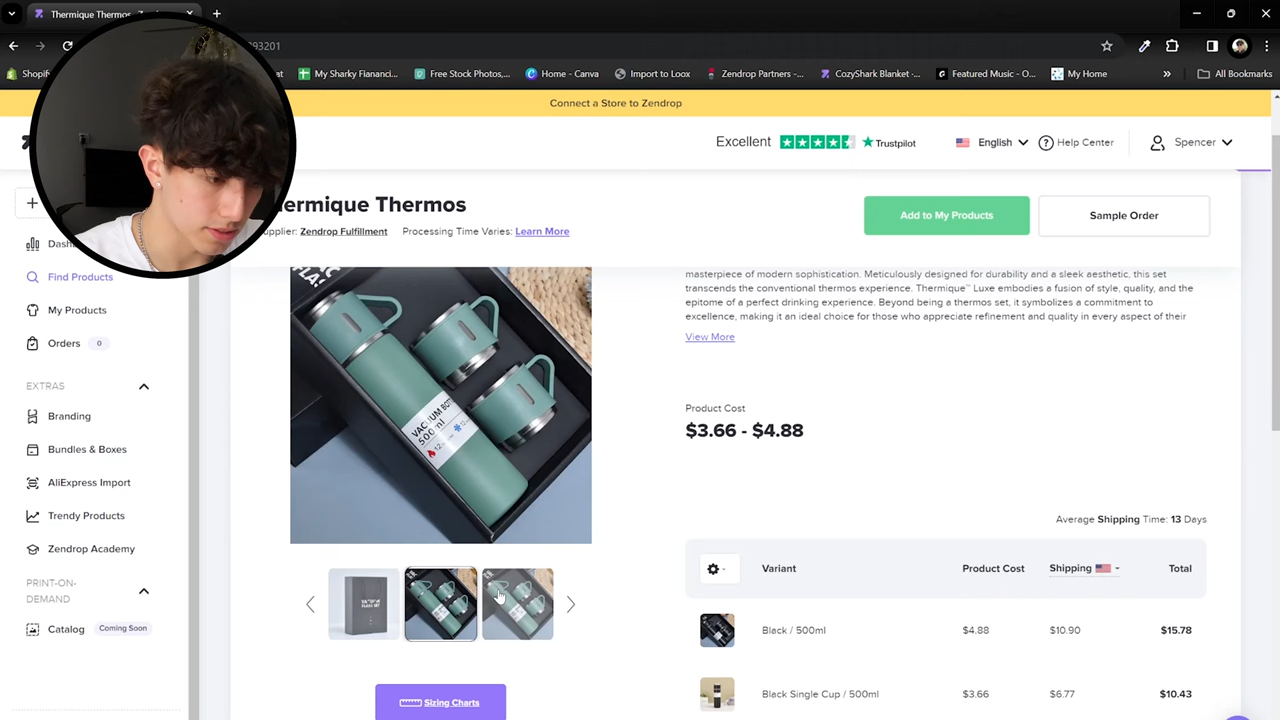 Thermique Thermos
93201
Shopif
My Sharky Fiananci...
Free Stock Photos,...
Home - Canva
Import to Loox
Zendrop Partners -...
CozyShark Blanket -...
Featured Music - O...
My Home
»
All Bookmarks
Connect a Store to Zendrop
Excellent
Trustpilot
English
Help Center
Spencer
ermique Thermos
Add to My Products
Sample Order
upplier: Zendrop Fulfillment
Processing Time Varies: Learn More
Dash
Find Products
My Products
Orders 0
EXTRAS
Branding
Bundles & Boxes
AliExpress Import
Trendy Products
Zendrop Academy
PRINT-ON-
DEMAND
Catalog Coming Soon
VACUUM BOT
500ml
masterpiece of modern sophistication. Meticulously designed for durability and a sleek aesthetic, this set
transcends the conventional thermos experience. Thermique™ Luxe embodies a fusion of style, quality, and the
epitome of a perfect drinking experience. Beyond being a thermos set, it symbolizes a commitment to
excellence, making it an ideal choice for those who appreciate refinement and quality in every aspect of their
View More
Product Cost
$3.66 - $4.88
Average Shipping Time: 13 Days
Variant Product Cost Shipping Total
Black / 500ml $4.88 $10.90 $15.78
Black Single Cup / 500ml $3.66 $6.77 $10.43
Sizing Charts